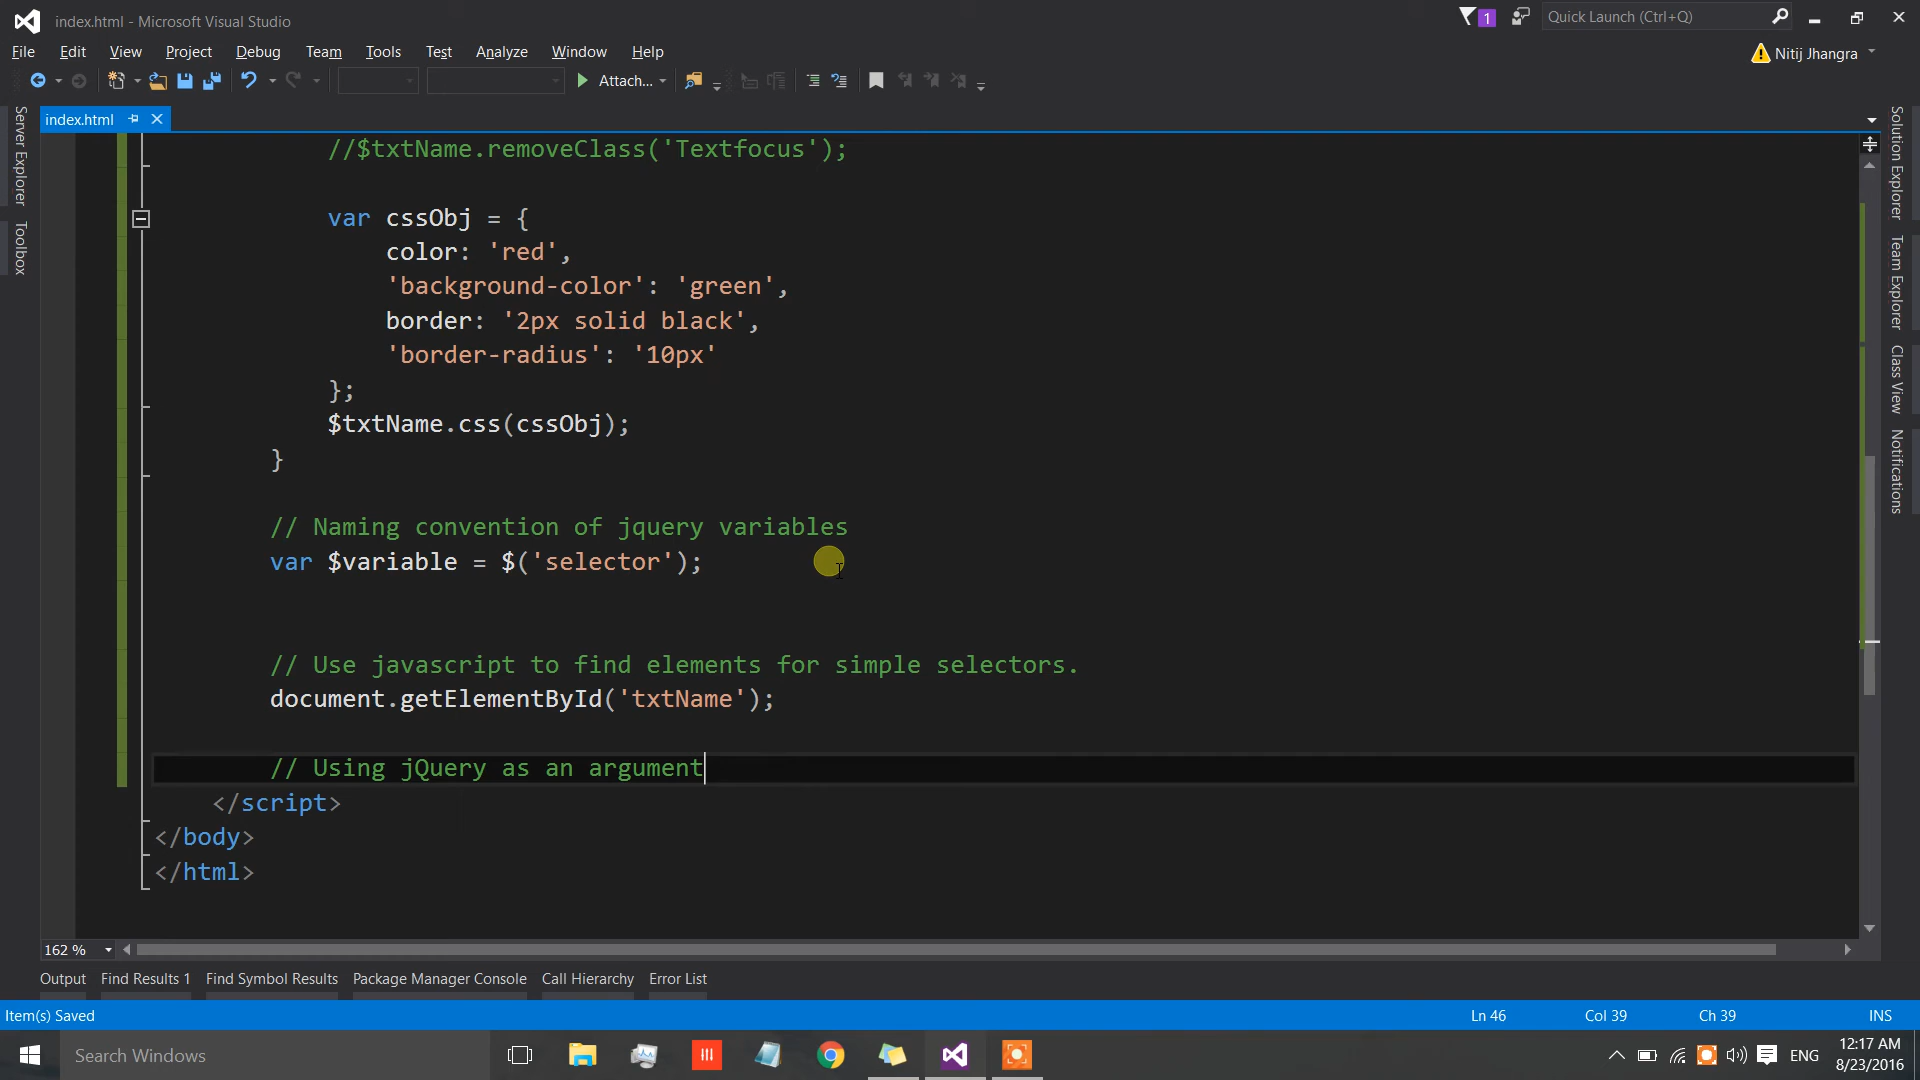 index.html - Microsoft Visual Studio
1
Quick Launch (Ctrl+Q)
File Edit View Project Debug Team Tools Test Analyze Window Help
Nitij Jhangra
Attach...
Server Explorer
Toolbox
index.html
//$txtName.removeClass('Textfocus');
var cssObj = {
color: 'red',
'background-color': 'green',
border: '2px solid black',
'border-radius': '10px'
};
$txtName.css(cssObj);
}
// Naming convention of jquery variables
var $variable = $('selector');
// Use javascript to find elements for simple selectors.
document.getElementById('txtName');
// Using jQuery as an argument
</script>
</body>
</html>
Solution Explorer
Team Explorer
Class View
Notifications
162 %
Output Find Results 1 Find Symbol Results Package Manager Console Call Hierarchy Error List
Item(s) Saved Ln 46 Col 39 Ch 39 INS
Search Windows
ENG
12:17 AM
8/23/2016